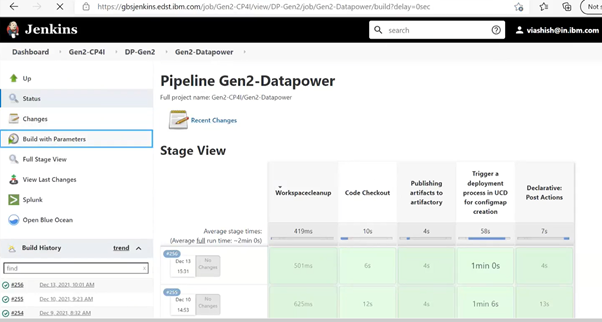 https://gbsjenkins.edst.ibm.com/job/Gen2-CP4I/view/DP-Gen2/job/Gen2-Datapower/build?delay=0sec
Not s
Jenkins
search
viashish@in.ibm.com
Dashboard
Gen2-CP4I
DP-Gen2
Gen2-Datapower
Up
Status
Changes
Build with Parameters
Full Stage View
View Last Changes
Splunk
Open Blue Ocean
Build History
trend
find
#256 Dec 13, 2021, 10:01 AM
#255 Dec 10, 2021, 9:23 AM
#254 Dec 9, 2021, 8:32 AM
Pipeline Gen2-Datapower
Full project name: Gen2-CP4I/Gen2-Datapower
Recent Changes
Stage View
Workspacecleanup
Code Checkout
Publishing
artifacts to
artifactory
Trigger a
deployment
process in UCD
for configmap
creation
Declarative:
Post Actions
Average stage times:
(Average full run time: ~2min 0s)
419ms
10s
4s
58s
7s
#256
Dec 13
15:31
No
Changes
501ms
6s
4s
1min 0s
4s
#255
Dec 10
14:53
No
Changes
625ms
12s
4s
1min 6s
13s